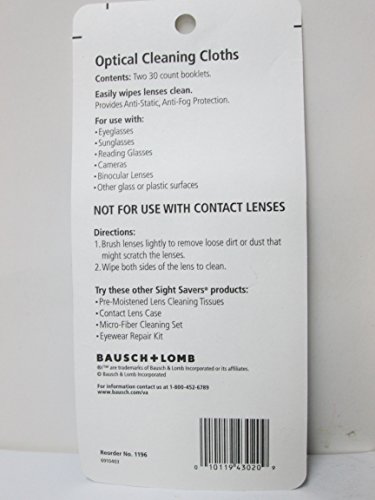 Optical Cleaning Cloths
Contents: Two 30 count booklets.
Easily wipes lenses clean.
Provides Anti-Static, Anti-Fog Protection.
For use with:
•Eyeglasses
•Sunglasses
•Reading Glasses
•Cameras
•Binocular Lenses
•Other glass or plastic surfaces
NOT FOR USE WITH CONTACT LENSES
Directions:
1.Brush lenses lightly to remove loose dirt or dust that
might scratch the lenses.
2.Wipe both sides of the lens to clean.
Try these other Sight Savers® products:
•Pre-Moistened Lens Cleaning Tissues
•Contact Lens Case
•Micro-Fiber Cleaning Set
•Eyewear Repair Kit
BAUSCH+LOMB
®/™ are trademarks of Bausch & Lomb Incorporated or its affiliates.
© Bausch & Lomb Incorporated
For information contact us at 1-800-452-6789
www.bausch.com/va
Reorder No. 1196
6910403
0 10119 43020 9